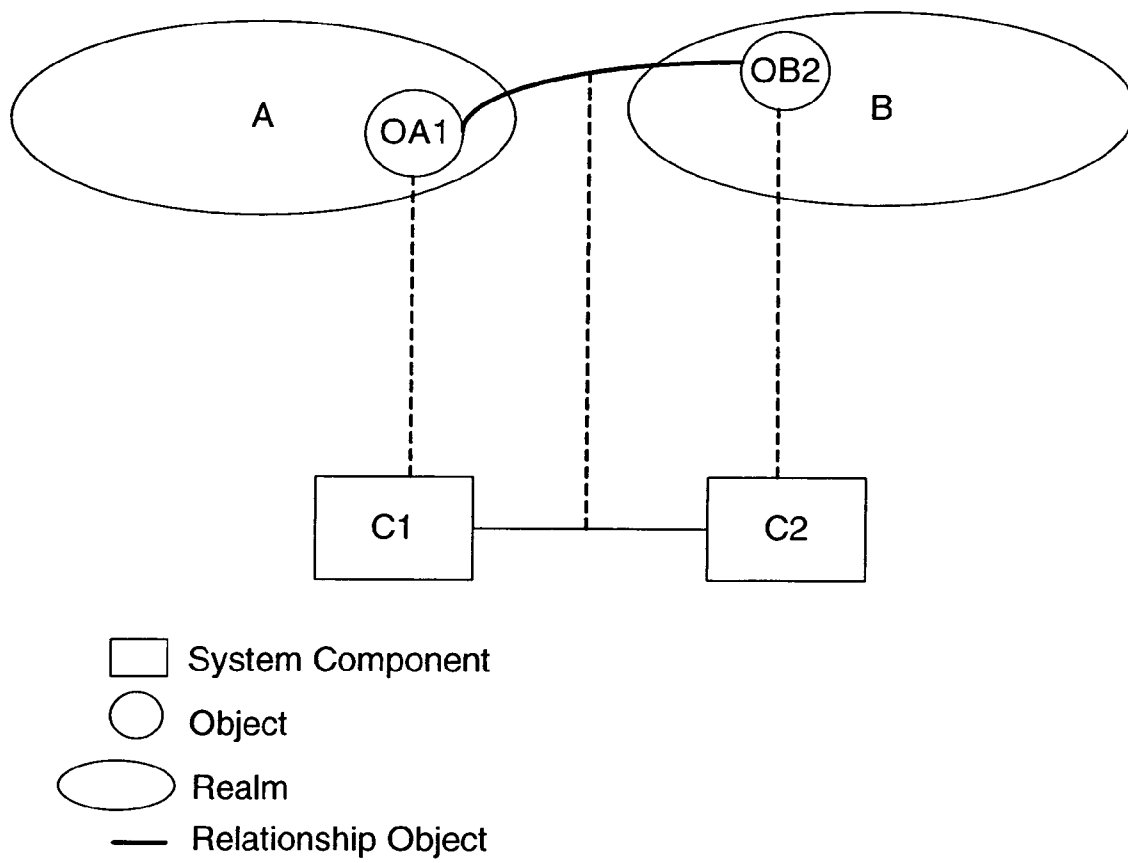 A
OA1
OB2
B
C1
C2
System Component
Object
Realm
Relationship Object